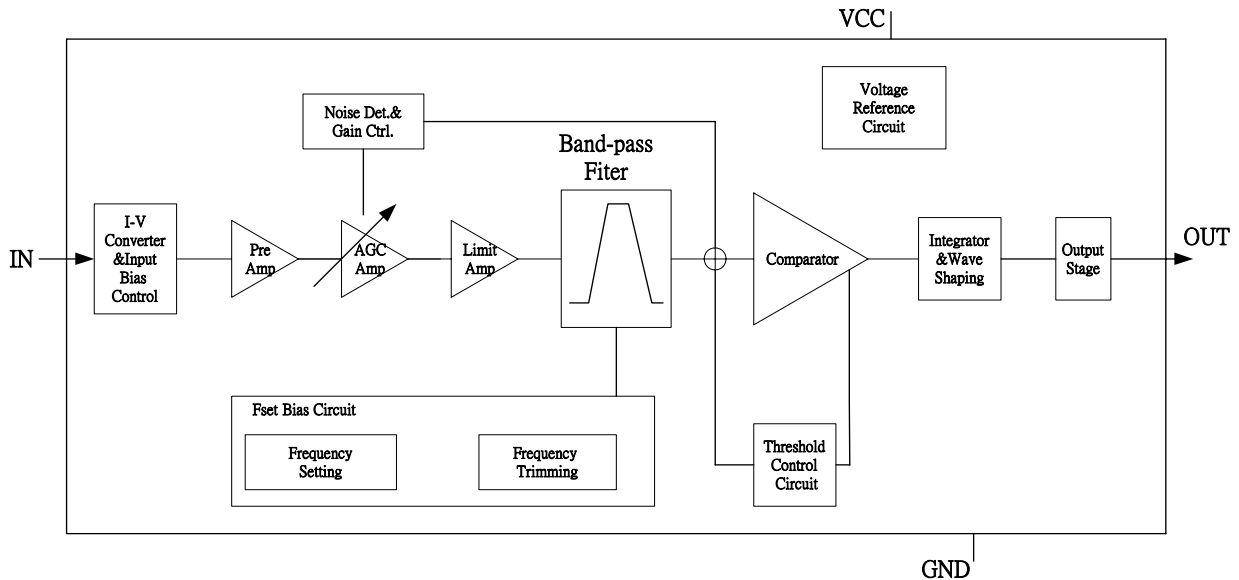 VCC
Voltage
Reference
Circuit
Noise Det.&
Gain Ctrl.
Band-pass
Fiter
IN
I-V
Converter
&Input
Bias
Control
Pre
Amp
AGC
Amp
Limit
Amp
Comparator
Integrator
&Wave
Shaping
Output
Stage
OUT
Fset Bias Circuit
Frequency
Setting
Frequency
Trimming
Threshold
Control
Circuit
GND